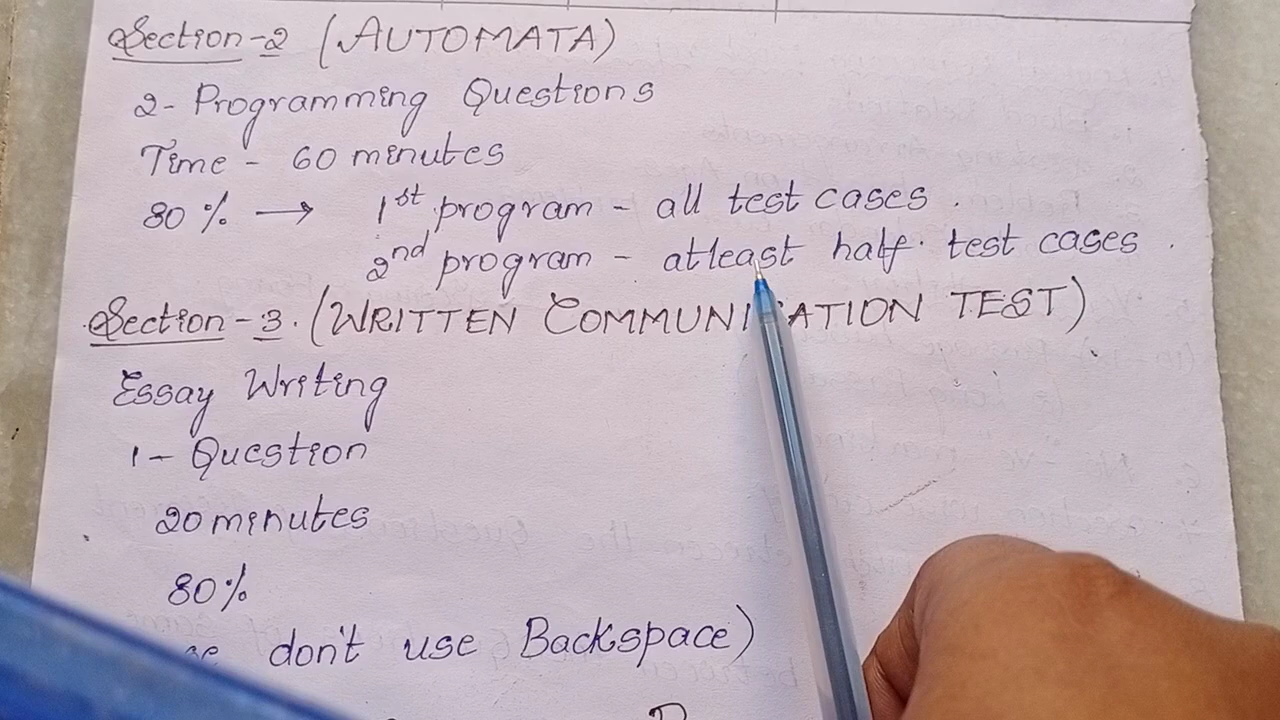 Section-2 (AUTOMATA)
2- Programming Questions
Time - 60 minutes
80% → 1st program - all test cases.
2nd program - atleast half test cases.
Section-3. (WRITTEN COMMUNICATION TEST)
Essay Writing
1- Question
20 minutes
80%
don't use Backspace)